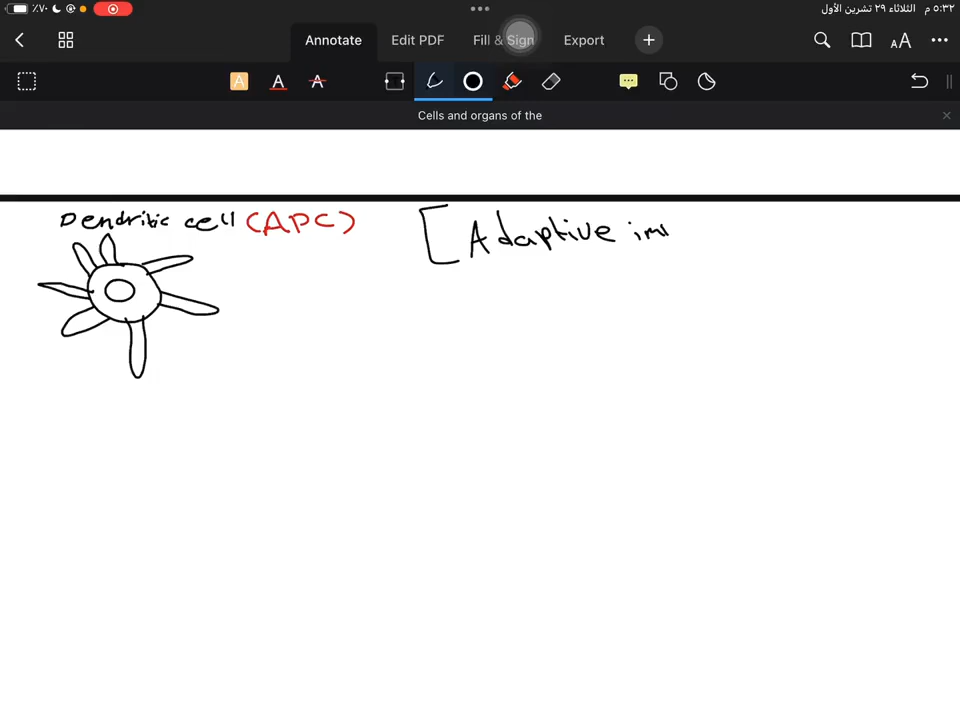 ٪٧٠ ٥:٣٢ م الثلاثاء ٢٩ تشرين الأول
Annotate Edit PDF Fill & Sign Export
A A A AA
Cells and organs of the
Dendritic cell (APC) [Adaptive im